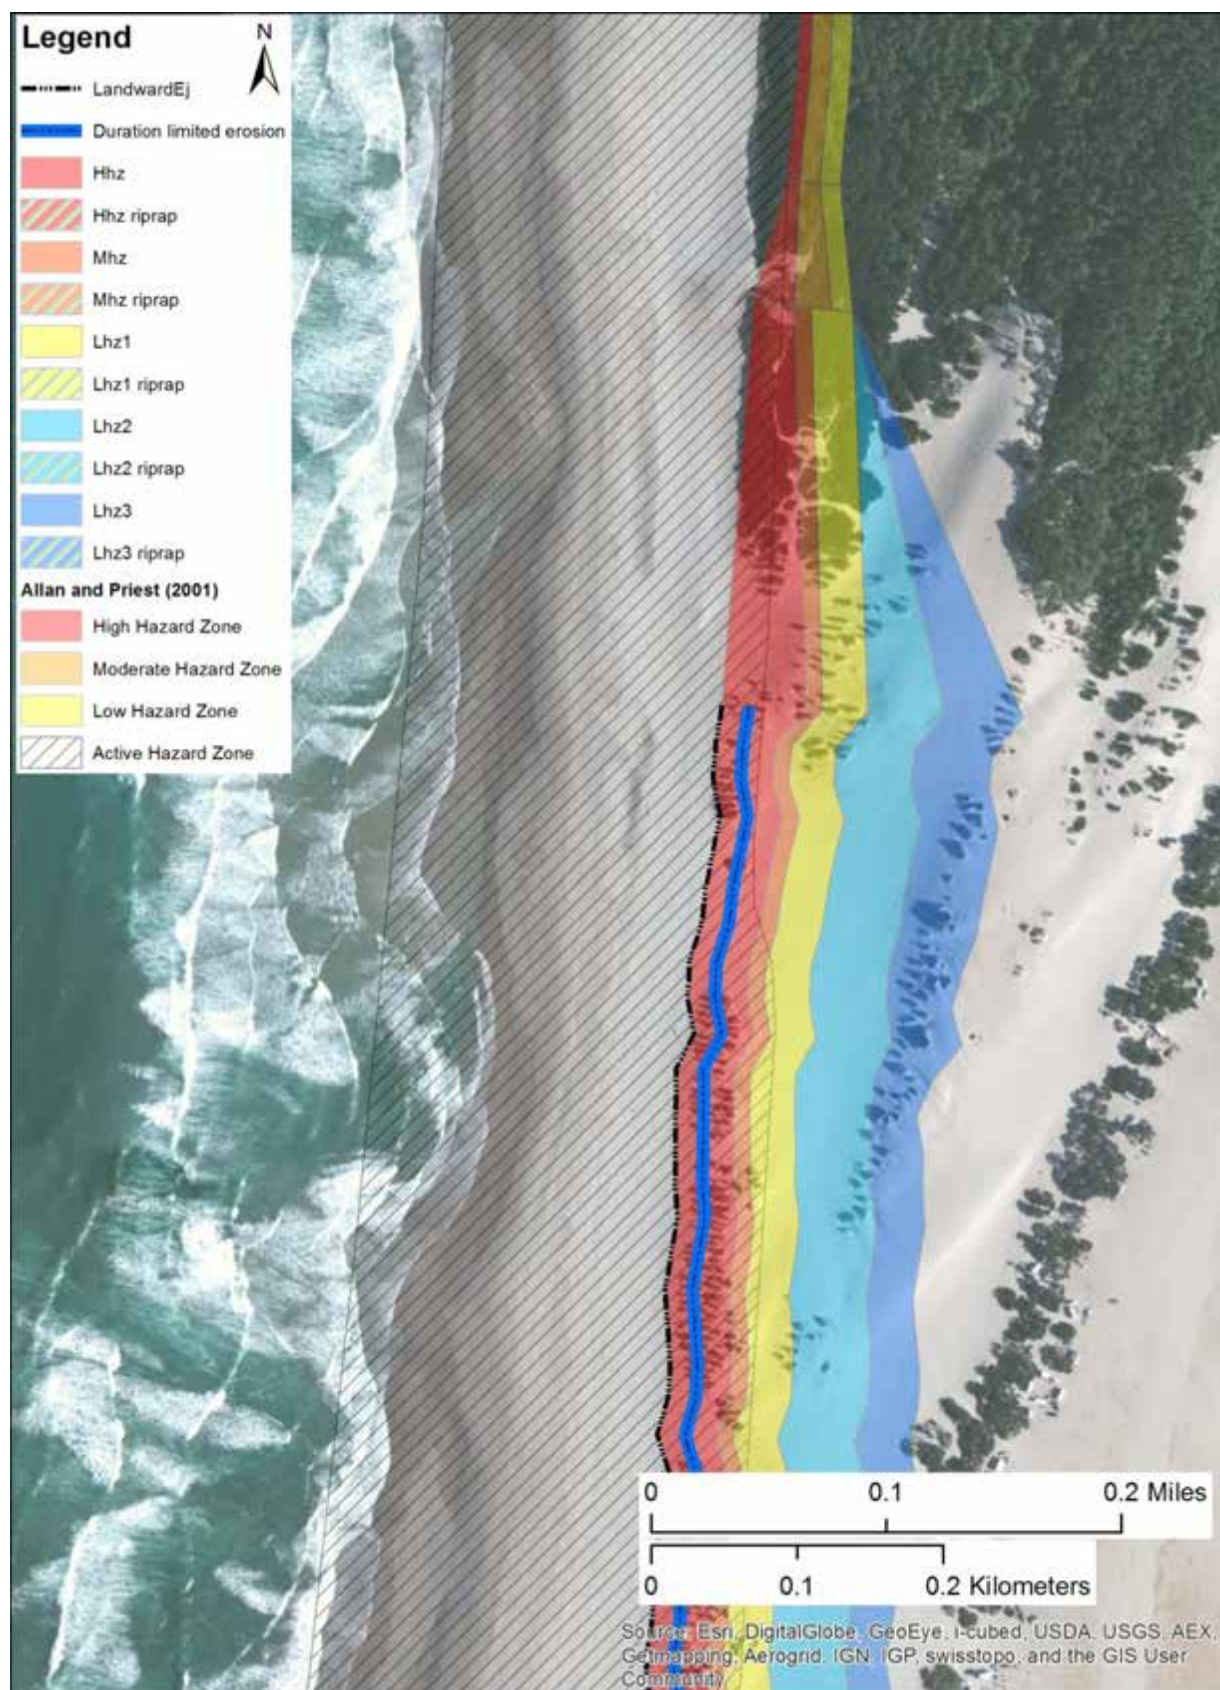 Legend
N
LandwardEj
Duration limited erosion
Hhz
Hhz riprap
Mhz
Mhz riprap
Lhz1
Lhz1 riprap
Lhz2
Lhz2 riprap
Lhz3
Lhz3 riprap
Allan and Priest (2001)
High Hazard Zone
Moderate Hazard Zone
Low Hazard Zone
Active Hazard Zone
0 0.1 0.2 Miles
0 0.1 0.2 Kilometers
Source: Esri, DigitalGlobe, GeoEye, i-cubed, USDA, USGS, AEX,
Getmapping, Aerogrid, IGN, IGP, swisstopo, and the GIS User
Community